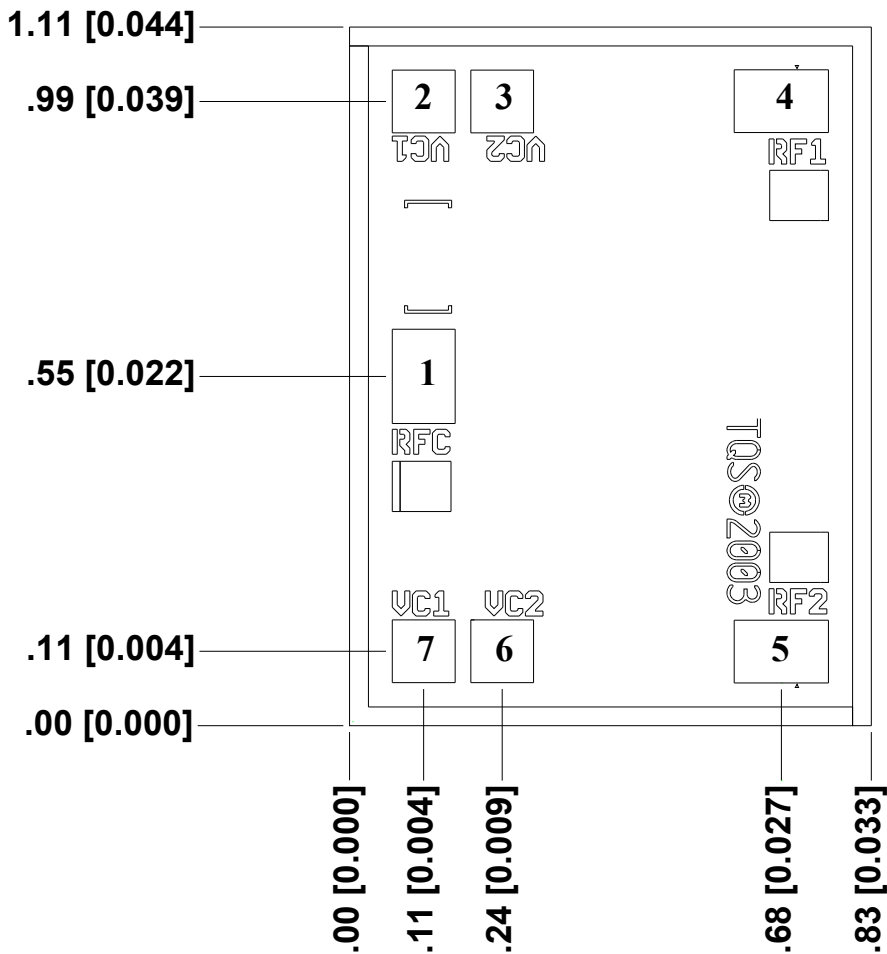 1.11 [0.044]
.99 [0.039]
2
3
4
VC1
VC2
RF1
.55 [0.022]
1
RFC
TQSⓜ2003
VC1
VC2
RF2
.11 [0.004]
7
6
5
.00 [0.000]
.00 [0.000]
.11 [0.004]
.24 [0.009]
.68 [0.027]
.83 [0.033]